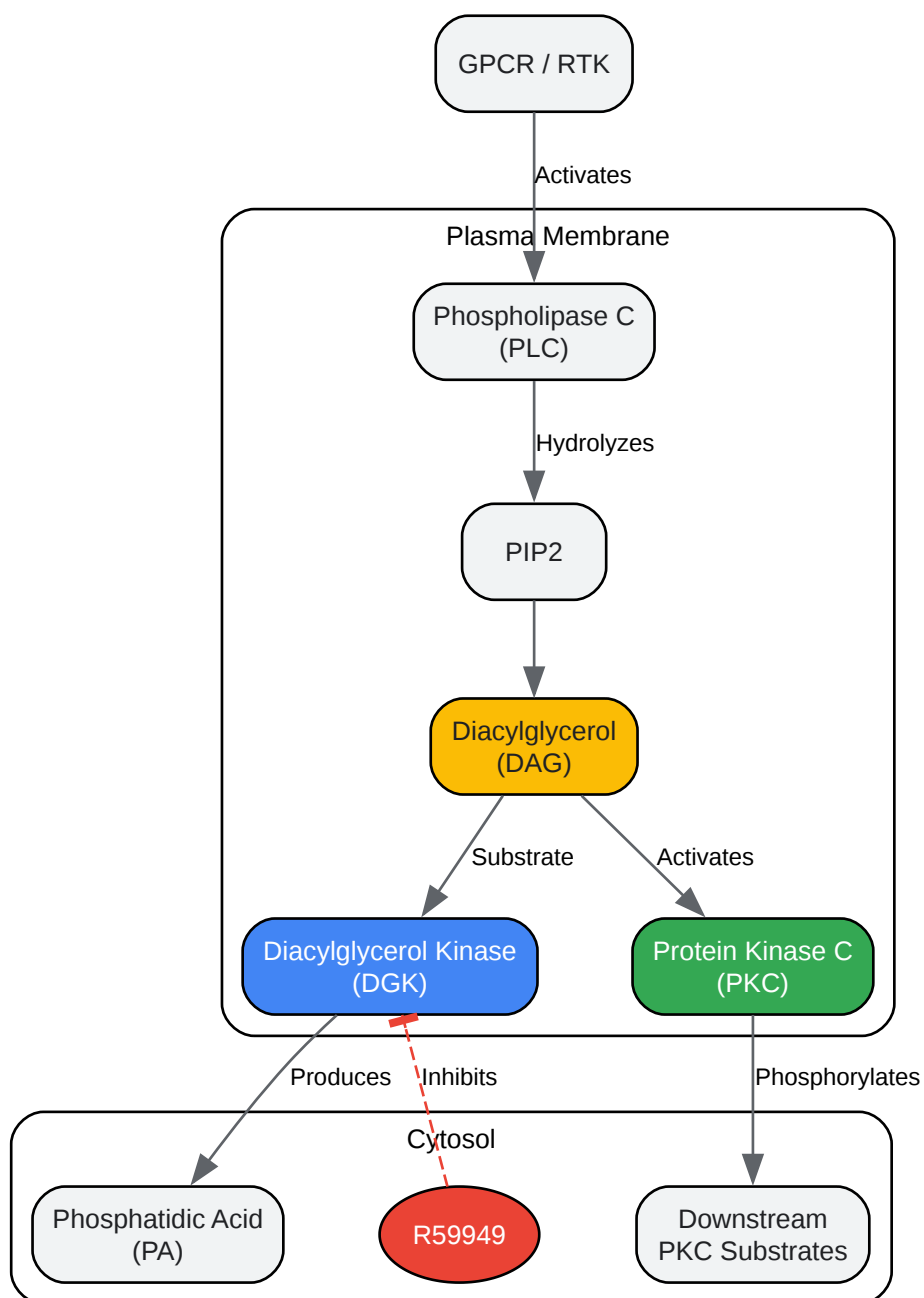 GPCR / RTK
Activates
Plasma Membrane
Phospholipase C
(PLC)
Hydrolyzes
PIP2
Diacylglycerol
(DAG)
Substrate
Activates
Diacylglycerol Kinase
(DGK)
Protein Kinase C
(PKC)
Produces
Inhibits
Phosphorylates
Cytosol
Phosphatidic Acid
(PA)
R59949
Downstream
PKC Substrates